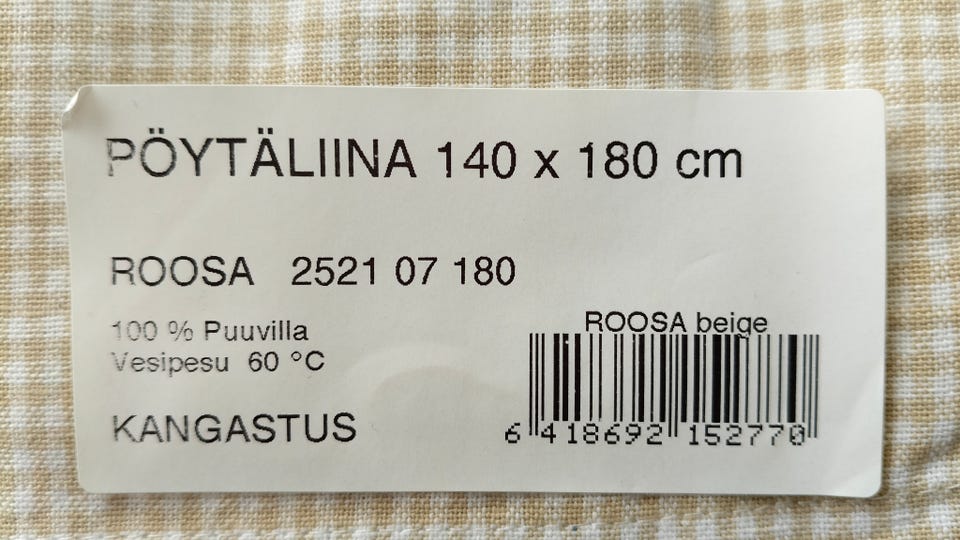 PÖYTÄLIINA 140 x 180 cm
ROOSA 2521 07 180
100 % Puuvilla
Vesipesu 60 °C
KANGASTUS
ROOSA beige
6 418692 152770